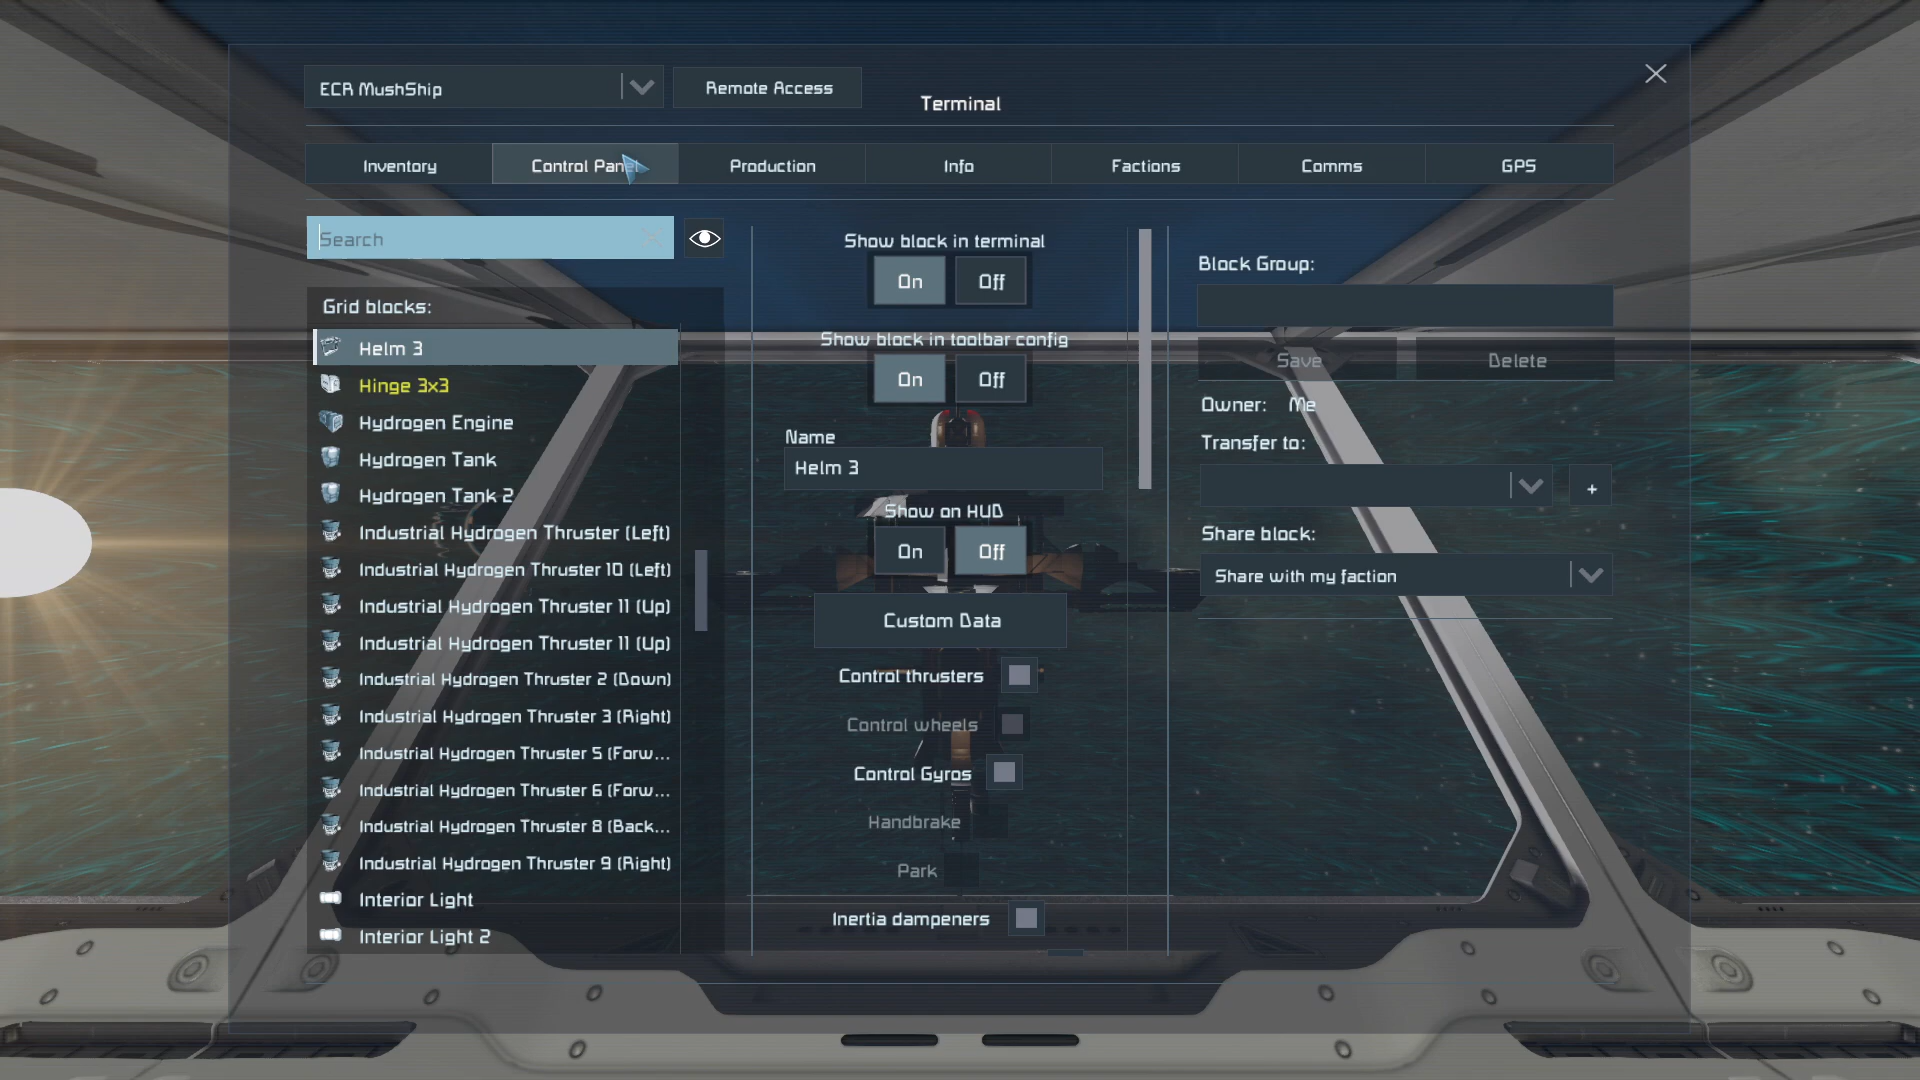 ECR MushShip
Remote Access
Terminal
Inventory
Control Panel
Production
Info
Factions
Comms
GPS
Search
Grid blocks:
Helm 3
Hinge 3x3
Hydrogen Engine
Hydrogen Tank
Hydrogen Tank 2
Industrial Hydrogen Thruster (Left)
Industrial Hydrogen Thruster 10 (Left)
Industrial Hydrogen Thruster 11 (Up)
Industrial Hydrogen Thruster 11 (Up)
Industrial Hydrogen Thruster 2 (Down)
Industrial Hydrogen Thruster 3 (Right)
Industrial Hydrogen Thruster 5 (Forw...
Industrial Hydrogen Thruster 6 (Forw...
Industrial Hydrogen Thruster 8 (Back...
Industrial Hydrogen Thruster 9 (Right)
Interior Light
Interior Light 2
Show block in terminal
On Off
Show block in toolbar config
On Off
Name
Helm 3
Show on HUD
On Off
Custom Data
Control thrusters
Control wheels
Control Gyros
Handbrake
Park
Inertia dampeners
Block Group:
Save Delete
Owner: Me
Transfer to:
+
Share block:
Share with my faction